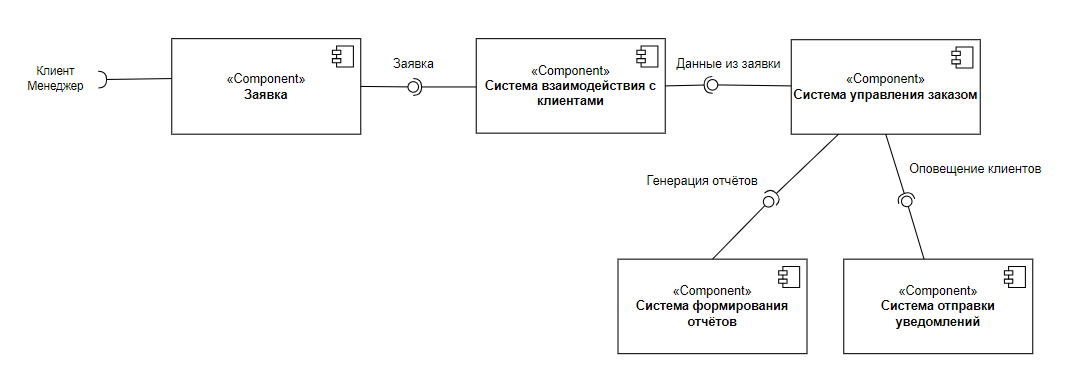 Клиент
Менеджер
«Component»
Заявка
Заявка
«Component»
Система взаимодействия с
клиентами
Данные из заявки
«Component»
Система управления заказом
Генерация отчётов
Оповещение клиентов
«Component»
Система формирования
отчётов
«Component»
Система отправки
уведомлений